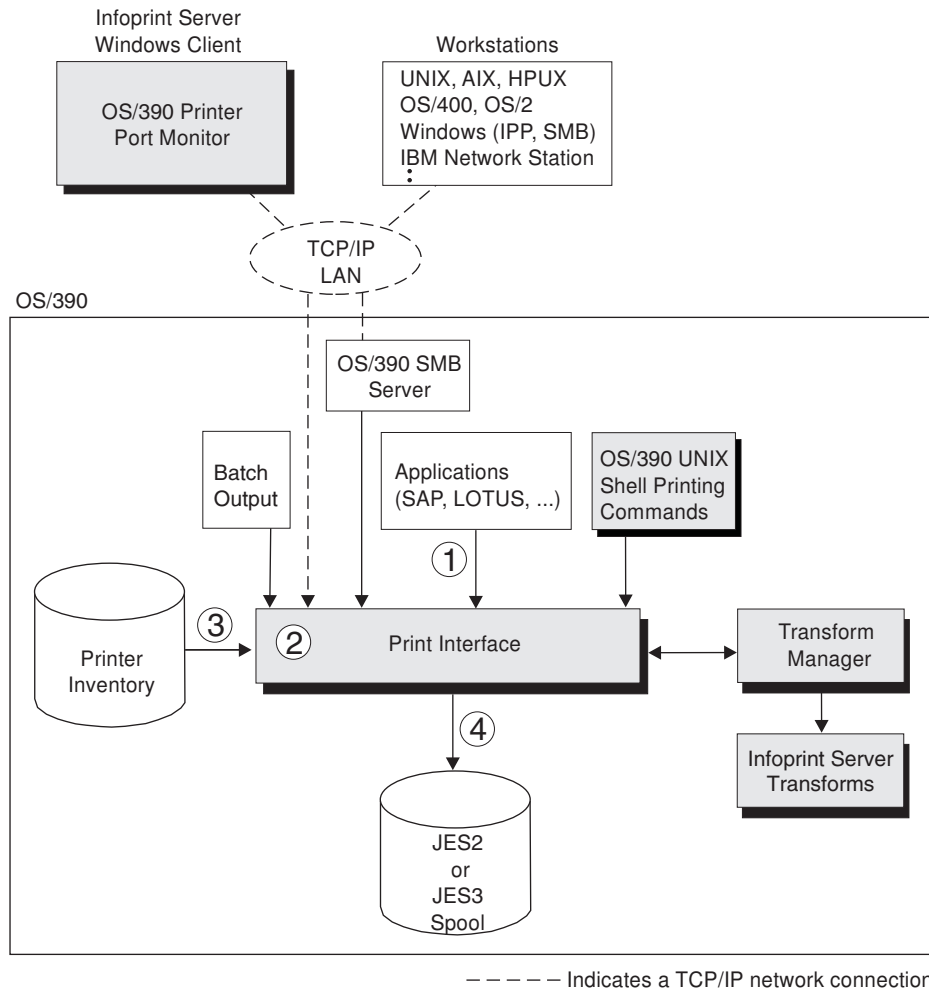 Infoprint Server
Windows Client
OS/390 Printer
Port Monitor
Workstations
UNIX, AIX, HPUX
OS/400, OS/2
Windows (IPP, SMB)
IBM Network Station
TCP/IP
LAN
OS/390
OS/390 SMB
Server
Batch
Output
Applications
(SAP, LOTUS, ...)
OS/390 UNIX
Shell Printing
Commands
1
3
2
Print Interface
Printer
Inventory
Transform
Manager
4
Infoprint Server
Transforms
JES2
or
JES3
Spool
Indicates a TCP/IP network connection